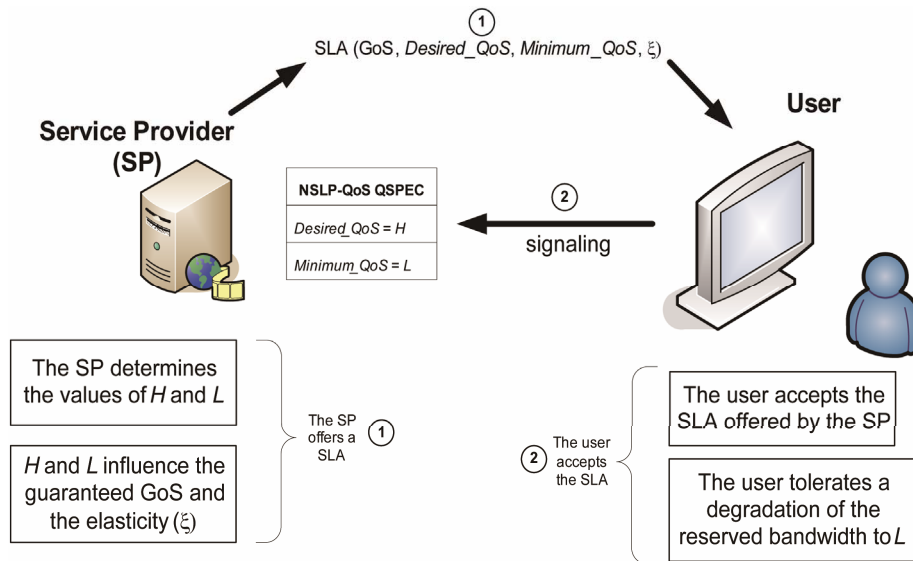 1
SLA (GoS, Desired_QoS, Minimum_QoS, ξ)
User
Service Provider
(SP)
NSLP-QoS QSPEC
Desired_QoS = H
Minimum_QoS = L
2
signaling
The SP determines
the values of H and L
H and L influence the
guaranteed GoS and
the elasticity (ξ)
The SP
offers a
SLA
1
2
The user
accepts
the SLA
The user accepts the
SLA offered by the SP
The user tolerates a
degradation of the
reserved bandwidth to L